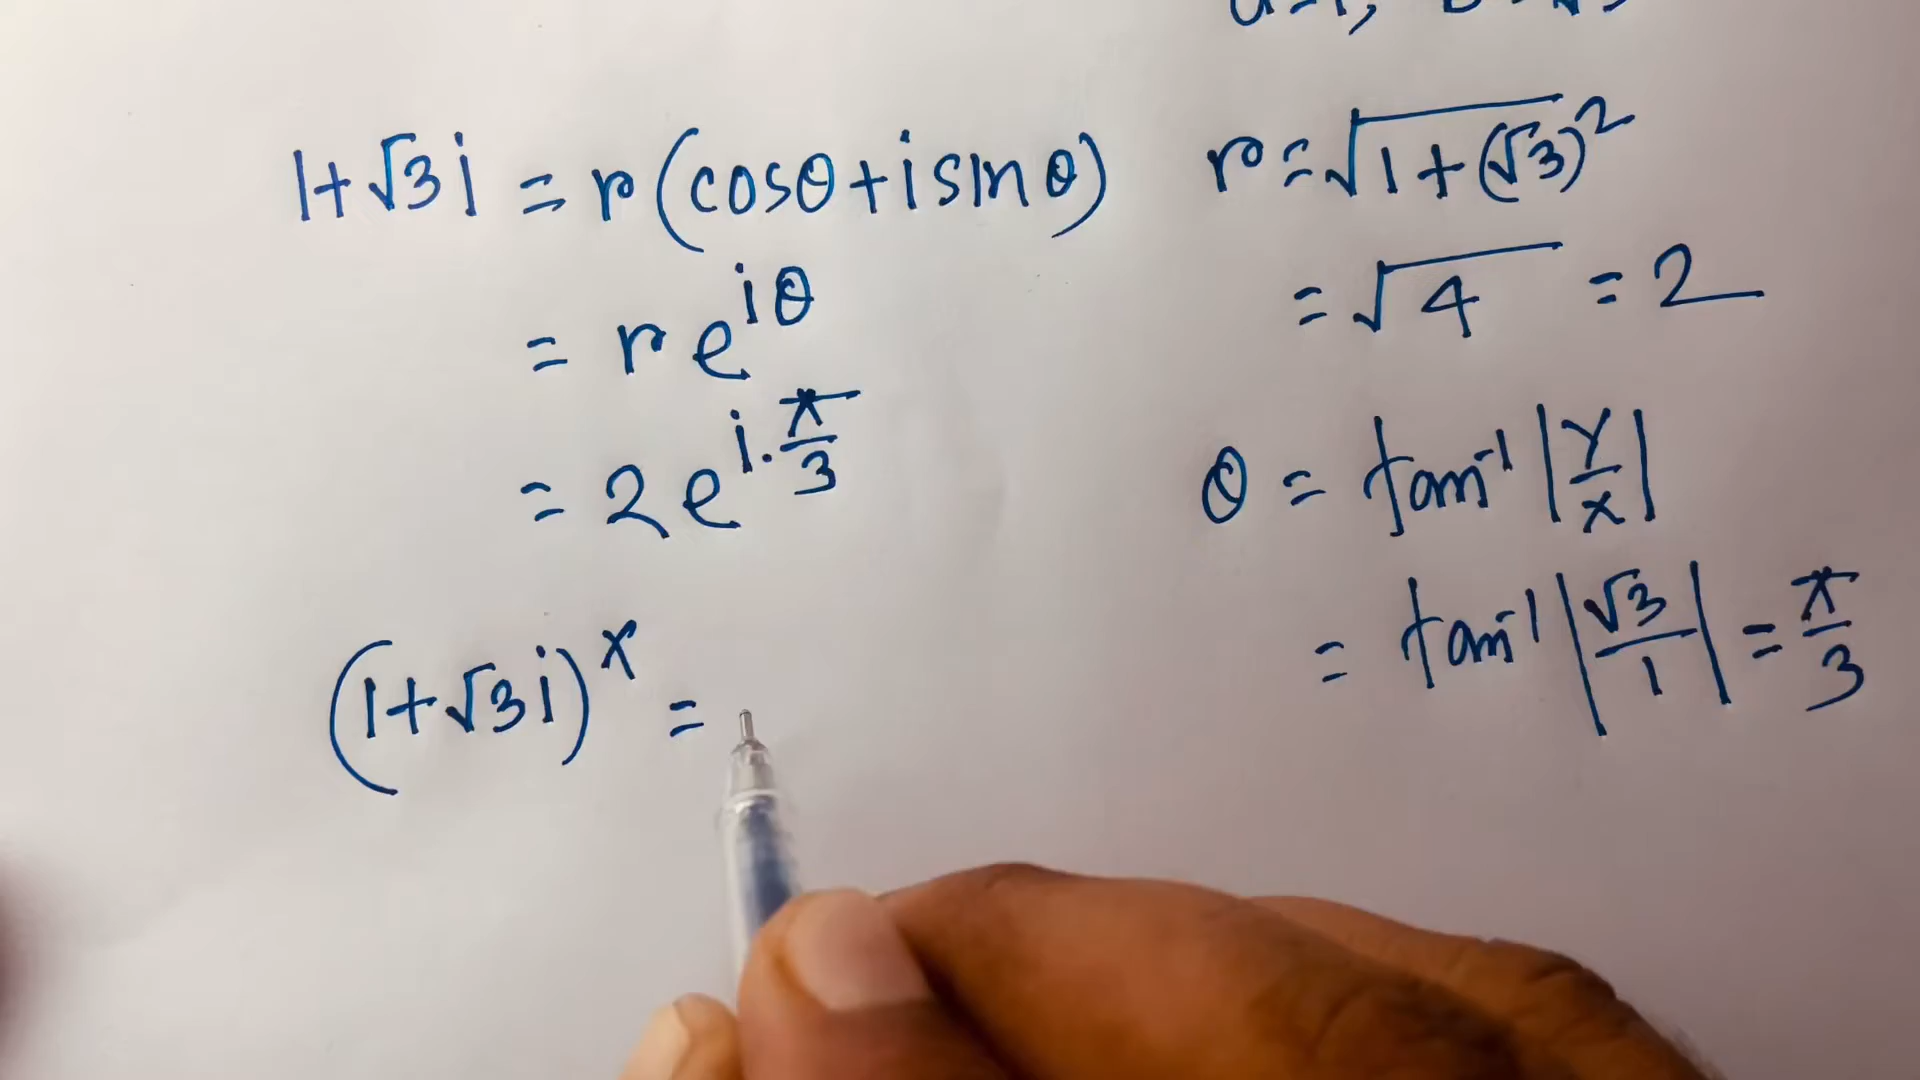 1+√3i = r(cosθ+isinθ)
= re^{iθ}
= 2e^{i.π/3}
(1+√3i)^x =
r=√(1+(√3)^2)
= √4 = 2
θ = tan^{-1}|y/x|
= tan^{-1}|√3/1| = π/3